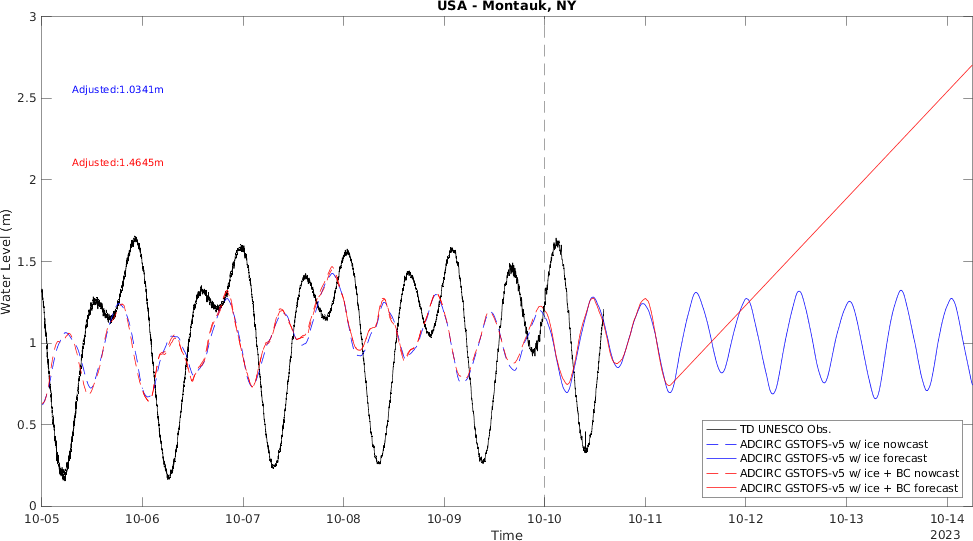 USA - Montauk, NY
3
2.5
2
1.5
1
0.5
0
Water Level (m)
Adjusted:1.0341m
Adjusted:1.4645m
TD UNESCO Obs.
ADCIRC GSTOFS-v5 w/ ice nowcast
ADCIRC GSTOFS-v5 w/ ice forecast
ADCIRC GSTOFS-v5 w/ ice + BC nowcast
ADCIRC GSTOFS-v5 w/ ice + BC forecast
10-05 10-06 10-07 10-08 10-09 10-10 10-11 10-12 10-13 10-14
Time
2023